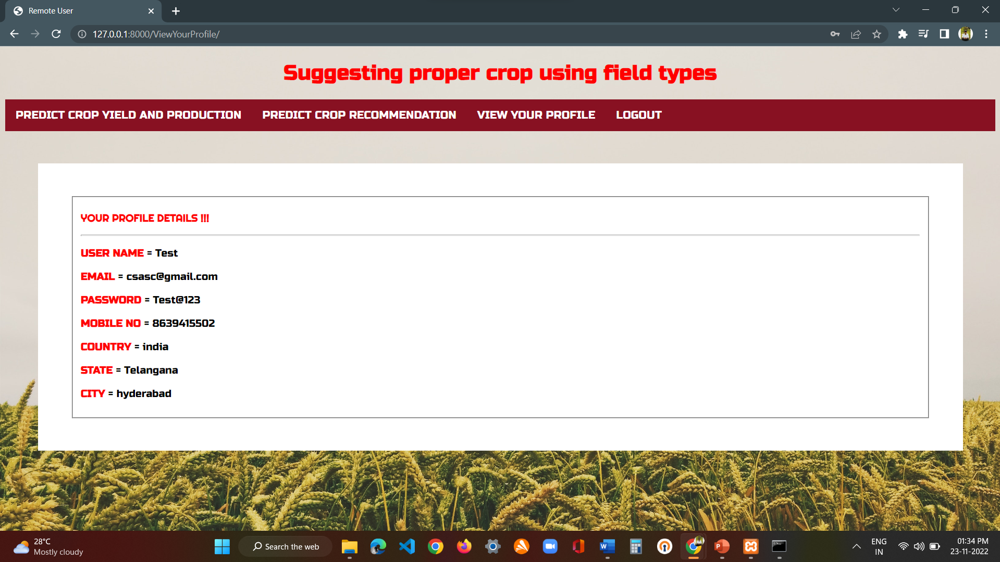 Remote User
127.0.0.1:8000/ViewYourProfile/
Suggesting proper crop using field types
PREDICT CROP YIELD AND PRODUCTION PREDICT CROP RECOMMENDATION VIEW YOUR PROFILE LOGOUT
YOUR PROFILE DETAILS !!!
USER NAME = Test
EMAIL = csasc@gmail.com
PASSWORD = Test@123
MOBILE NO = 8639415502
COUNTRY = india
STATE = Telangana
CITY = hyderabad
28°C
Mostly cloudy
Search the web
ENG
IN
01:34 PM
23-11-2022